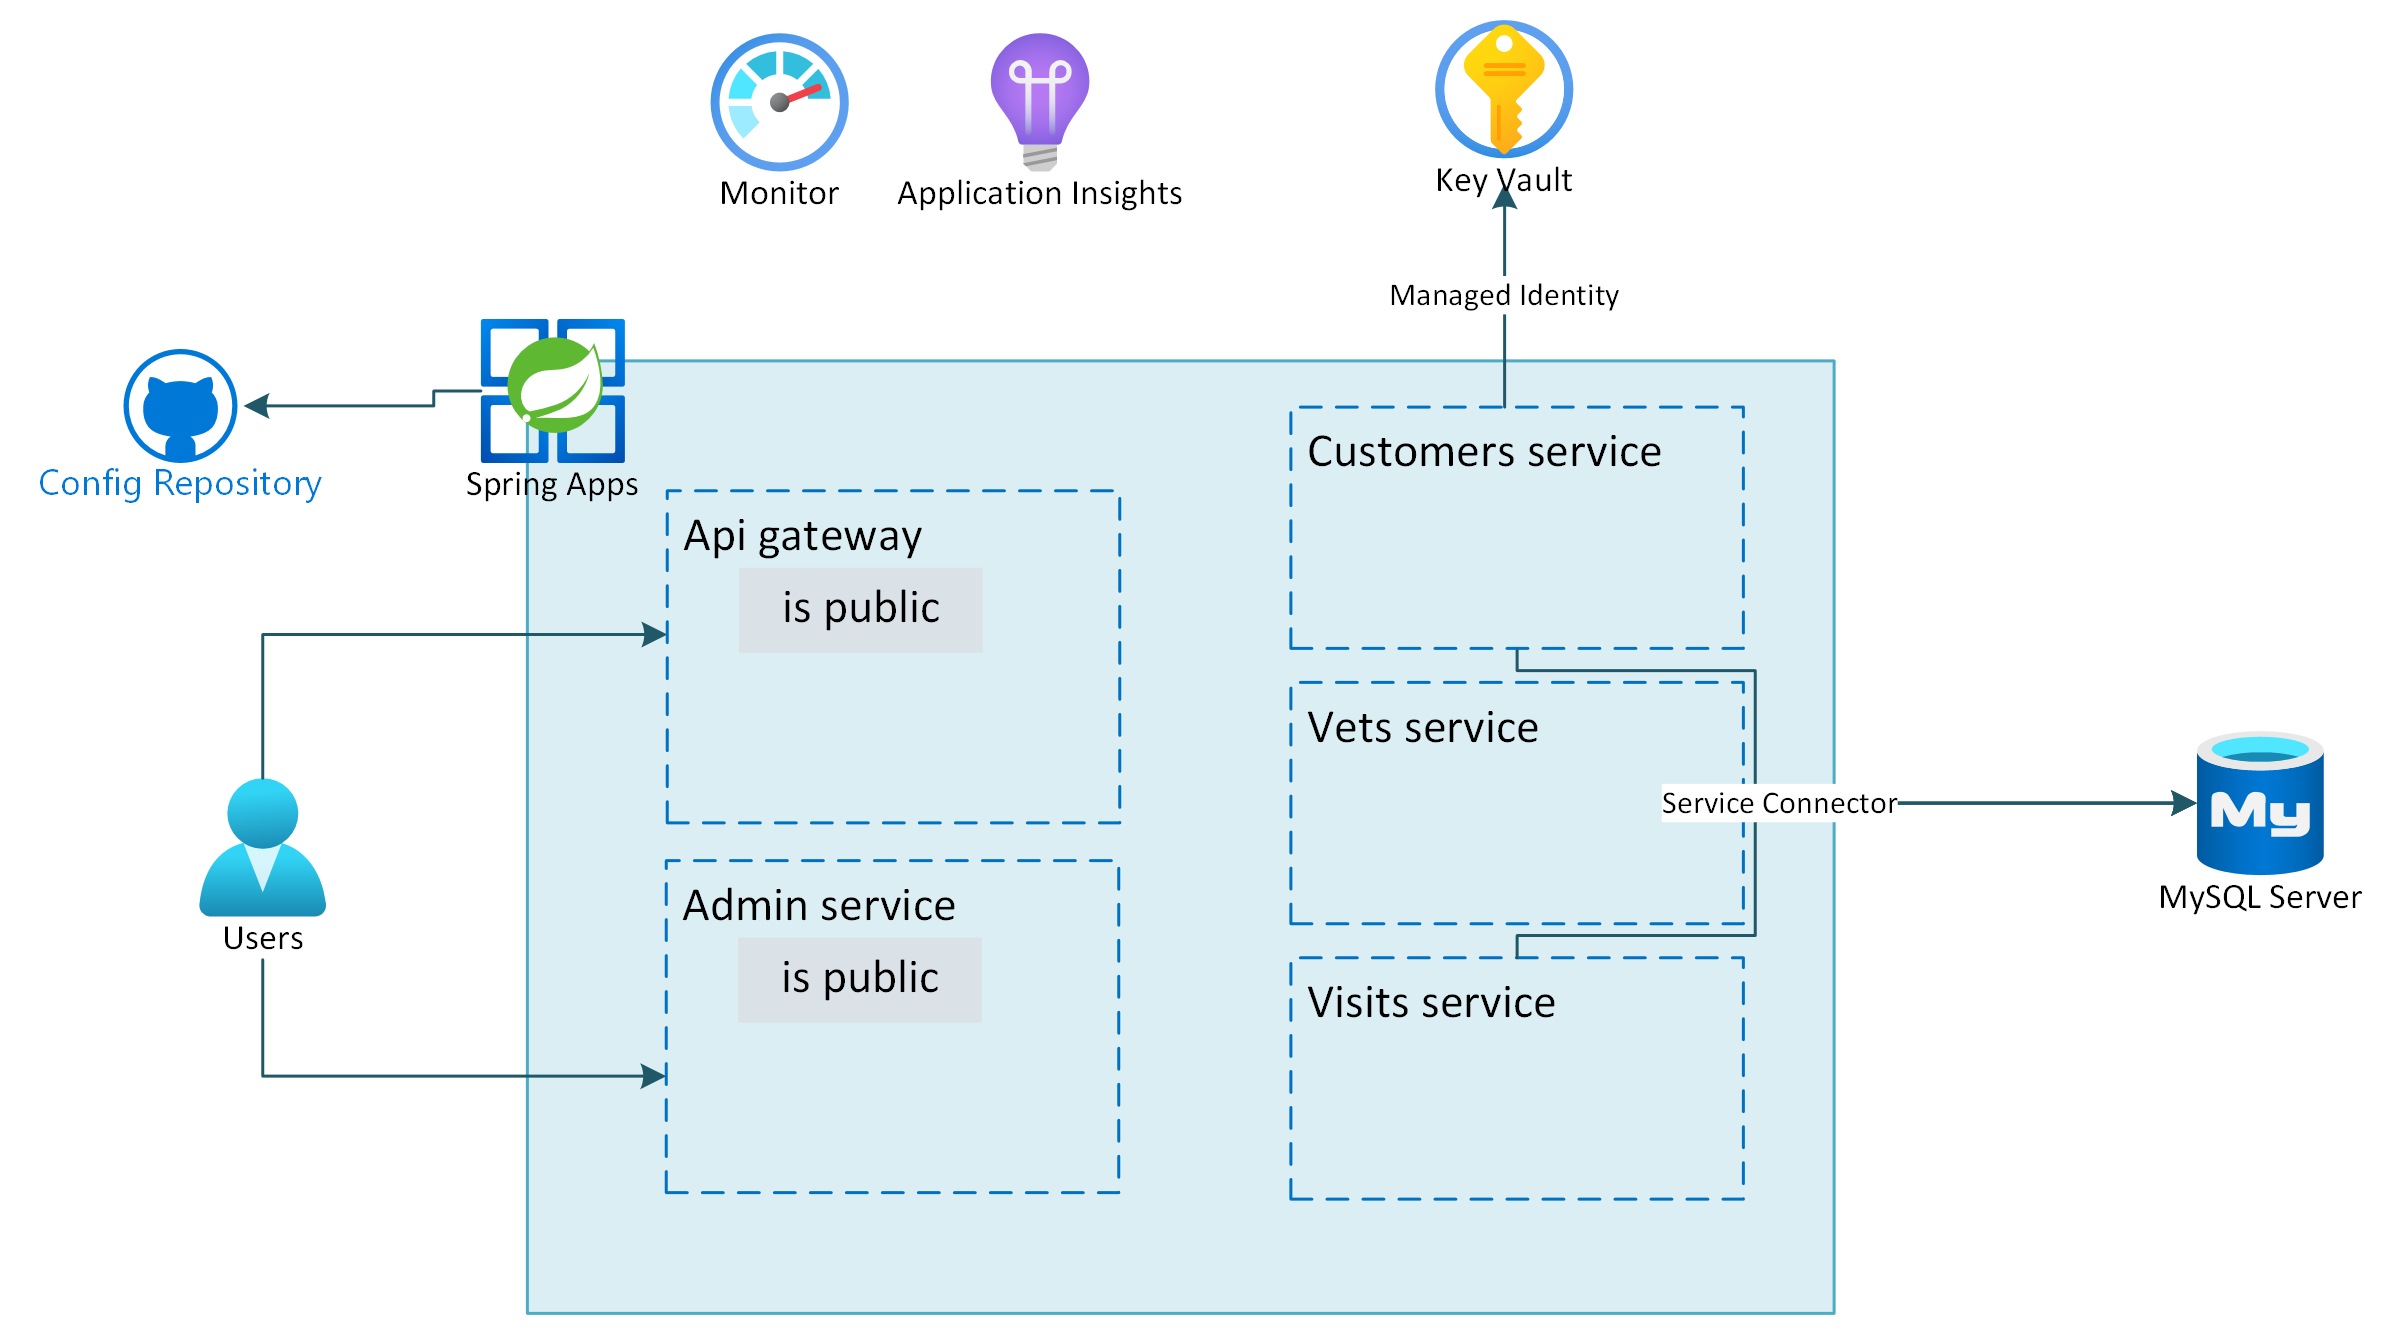 Monitor
Application Insights
Key Vault
Managed Identity
Config Repository
Spring Apps
Api gateway
is public
Customers service
Vets service
Service Connector
My
MySQL Server
Users
Admin service
is public
Visits service